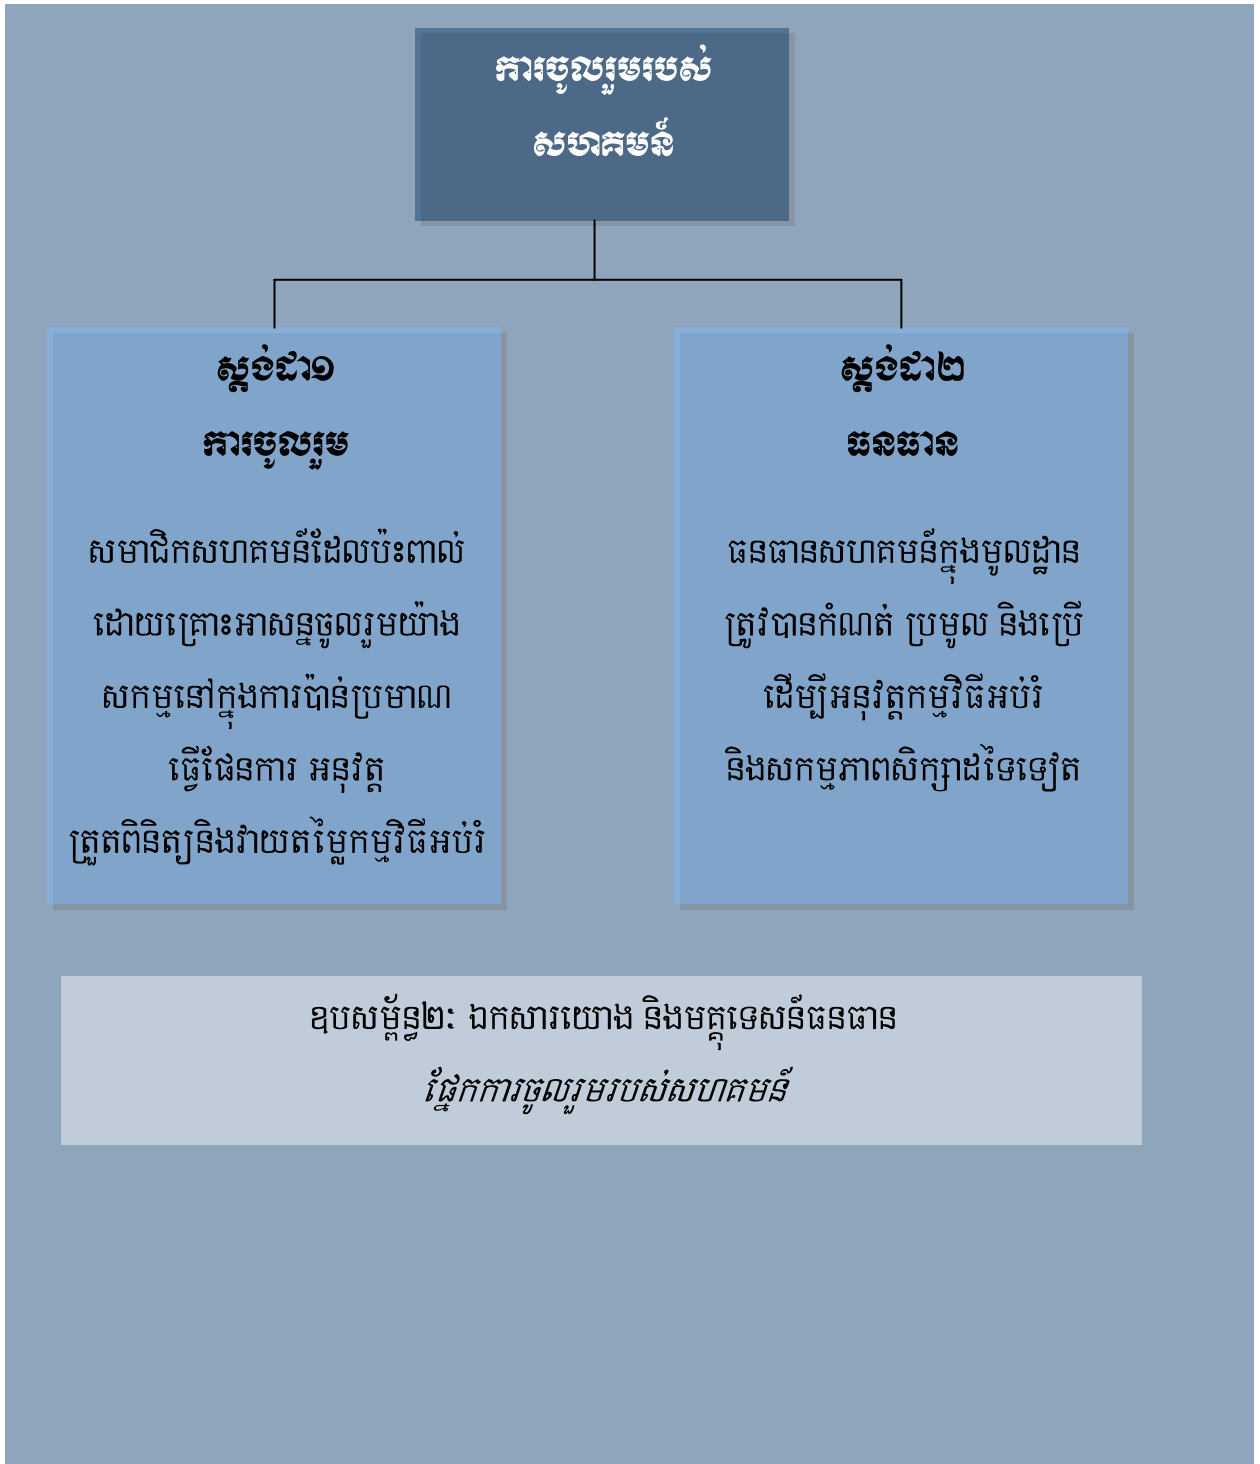 ការចូលរួមរបស់
សហគមន៍
ស្តង់ដា១
ការចូលរួម
សមាជិកសហគមន៍ដែលប៉ះពាល់
ដោយគ្រោះអាសន្នចូលរួមយ៉ាង
សកម្មនៅក្នុងការប៉ាន់ប្រមាណ
ធ្វើផែនការ អនុវត្ត
ត្រួតពិនិត្យនិងវាយតម្លៃកម្មវិធីអប់រំ
ស្តង់ដា២
ធនធាន
ធនធានសហគមន៍ក្នុងមូលដ្ឋាន
ត្រូវបានកំណត់ ប្រមូល និងប្រើ
ដើម្បីអនុវត្តកម្មវិធីអប់រំ
និងសកម្មភាពសិក្សាដទៃទៀត
ឧបសម្ព័ន្ធ២: ឯកសារយោង និងមគ្គុទេសន៍ធនធាន
ផ្នែកការចូលរួមរបស់សហគមន៍